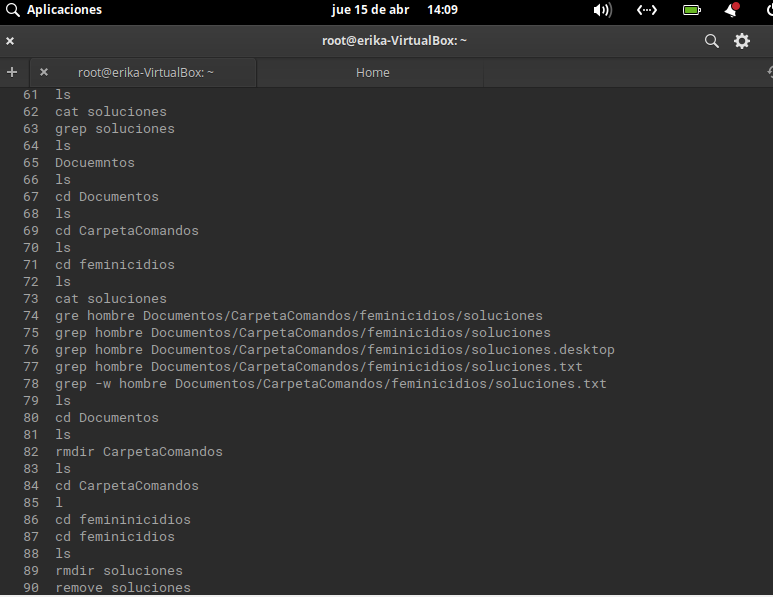 Aplicaciones jue 15 de abr 14:09
root@erika-VirtualBox: ~
root@erika-VirtualBox: ~ Home
61 ls
62 cat soluciones
63 grep soluciones
64 ls
65 Docuemntos
66 ls
67 cd Documentos
68 ls
69 cd CarpetaComandos
70 ls
71 cd feminicidios
72 ls
73 cat soluciones
74 gre hombre Documentos/CarpetaComandos/feminicidios/soluciones
75 grep hombre Documentos/CarpetaComandos/feminicidios/soluciones
76 grep hombre Documentos/CarpetaComandos/feminicidios/soluciones.desktop
77 grep hombre Documentos/CarpetaComandos/feminicidios/soluciones.txt
78 grep -w hombre Documentos/CarpetaComandos/feminicidios/soluciones.txt
79 ls
80 cd Documentos
81 ls
82 rmdir CarpetaComandos
83 ls
84 cd CarpetaComandos
85 l
86 cd femininicidios
87 cd feminicidios
88 ls
89 rmdir soluciones
90 remove soluciones